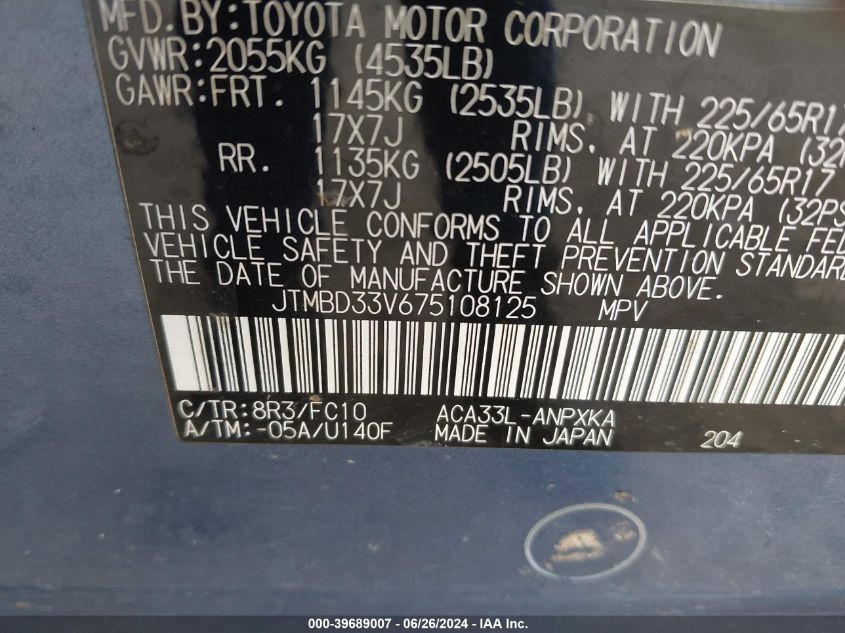 MFD.BY:TOYOTA MOTOR CORPORATION
GVWR:2055KG (4535LB)
GAWR:FRT. 1145KG (2535LB) WITH 225/65R17
17X7J RIMS, AT 220KPA (32
RR. 1135KG (2505LB) WITH 225/65R17
17X7J RIMS, AT 220KPA (32PS
THIS VEHICLE CONFORMS TO ALL APPLICABLE FED
VEHICLE SAFETY AND THEFT PREVENTION STANDAR
THE DATE OF MANUFACTURE SHOWN ABOVE.
JTMBD33V675108125 MPV
C/TR:8R3/FC10 ACA33L-ANPXKA
A/TM:-05A/U140F MADE IN JAPAN 204
000-39689007 - 06/26/2024 - IAA Inc.